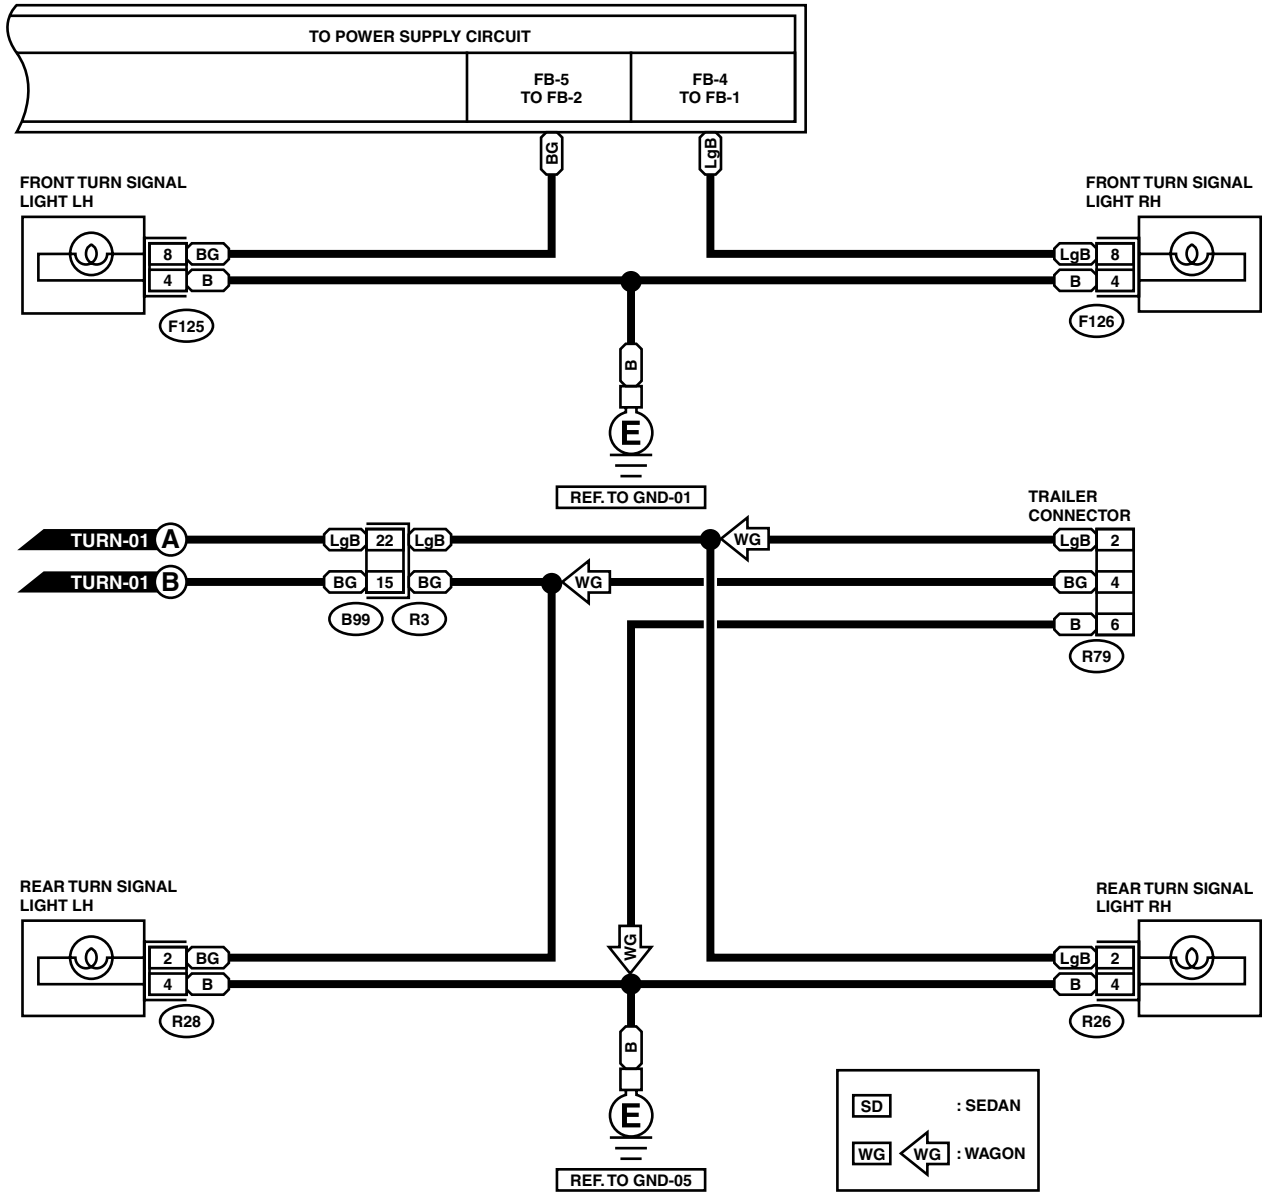 TO POWER SUPPLY CIRCUIT
FB-5
TO FB-2
FB-4
TO FB-1
BG
LgB
FRONT TURN SIGNAL
LIGHT LH
8 BG
4 B
F125
FRONT TURN SIGNAL
LIGHT RH
LgB 8
B 4
F126
B
E
REF. TO GND-01
TRAILER
CONNECTOR
TURN-01 A LgB 22 LgB WG LgB 2
TURN-01 B BG 15 BG WG BG 4
B 6
B99 R3
R79
REAR TURN SIGNAL
LIGHT LH
2 BG
4 B
R28
WG
REAR TURN SIGNAL
LIGHT RH
LgB 2
B 4
R26
B
E
REF. TO GND-05
SD : SEDAN
WG WG : WAGON